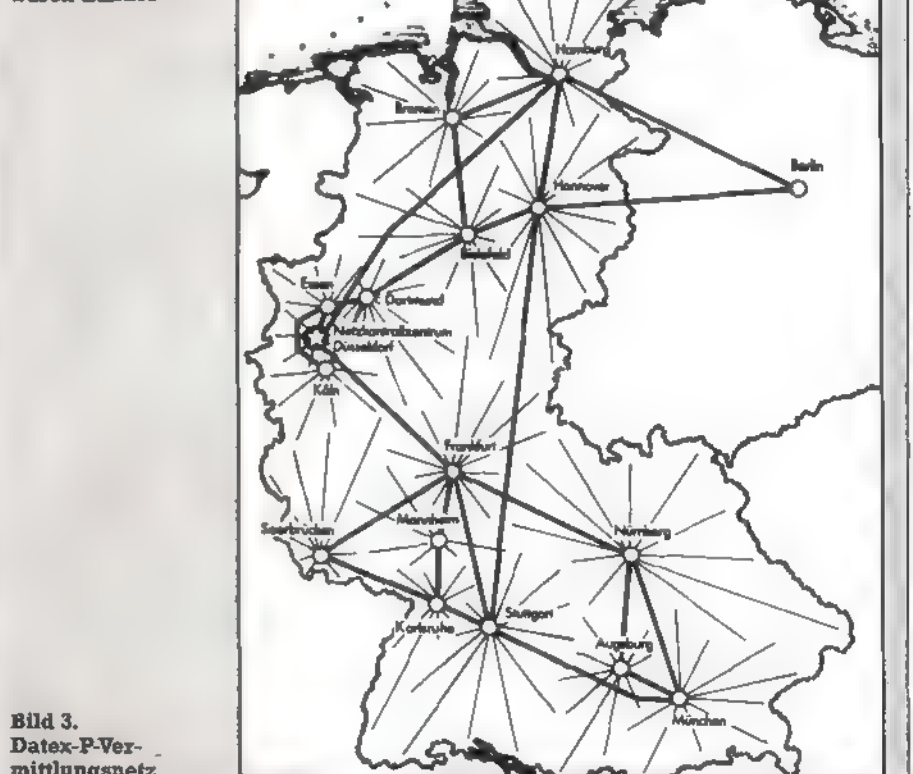 Hamburg
Bremen
Berlin
Hannover
Bielefeld
Essen
Dortmund
Netzkontrollzentrum
Düsseldorf
Köln
Frankfurt
Saarbrücken
Mannheim
Nürnberg
Karlsruhe
Stuttgart
Augsburg
München
Bild 3.
Datex-P-Ver-
mittlungsnetz